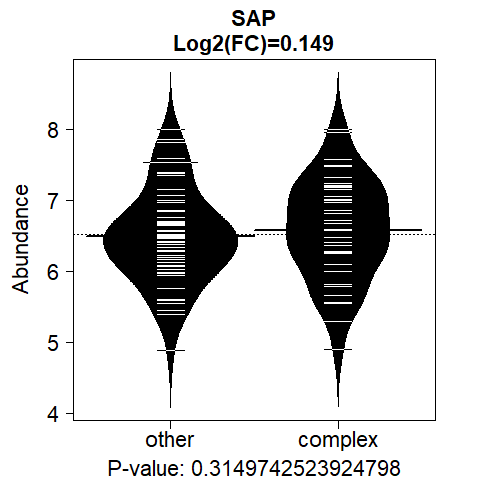 SAP
Log2(FC)=0.149
Abundance
8
7
6
5
4
other complex
P-value: 0.3149742523924798